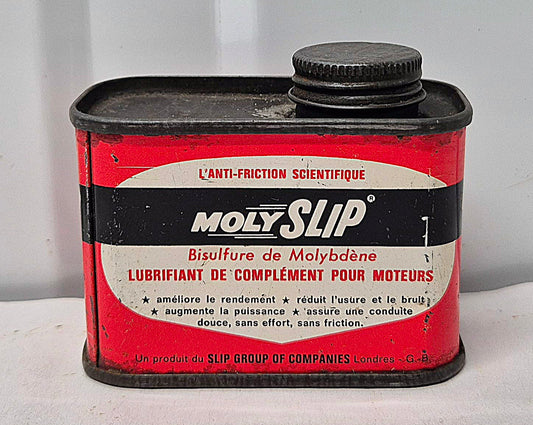 L'ANTI-FRICTION SCIENTIFIQUE
MOLYSLIP®
Bisulfure de Molybdène
LUBRIFIANT DE COMPLÉMENT POUR MOTEURS
★ améliore le rendement ★ réduit l'usure et le bruit
★ augmente la puissance ★ assure une conduite
douce, sans effort, sans friction.
Un produit du SLIP GROUP OF COMPANIES Londres - G.-B.